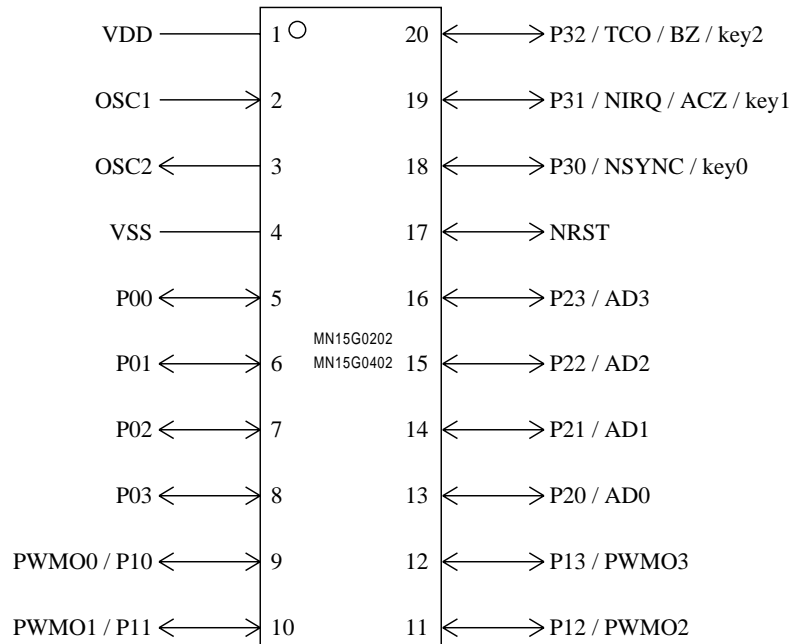 VDD 1 20 P32 / TCO / BZ / key2
OSC1 2 19 P31 / NIRQ / ACZ / key1
OSC2 3 18 P30 / NSYNC / key0
VSS 4 17 NRST
P00 5 16 P23 / AD3
MN15G0202
P01 6 MN15G0402 15 P22 / AD2
P02 7 14 P21 / AD1
P03 8 13 P20 / AD0
PWMO0 / P10 9 12 P13 / PWMO3
PWMO1 / P11 10 11 P12 / PWMO2